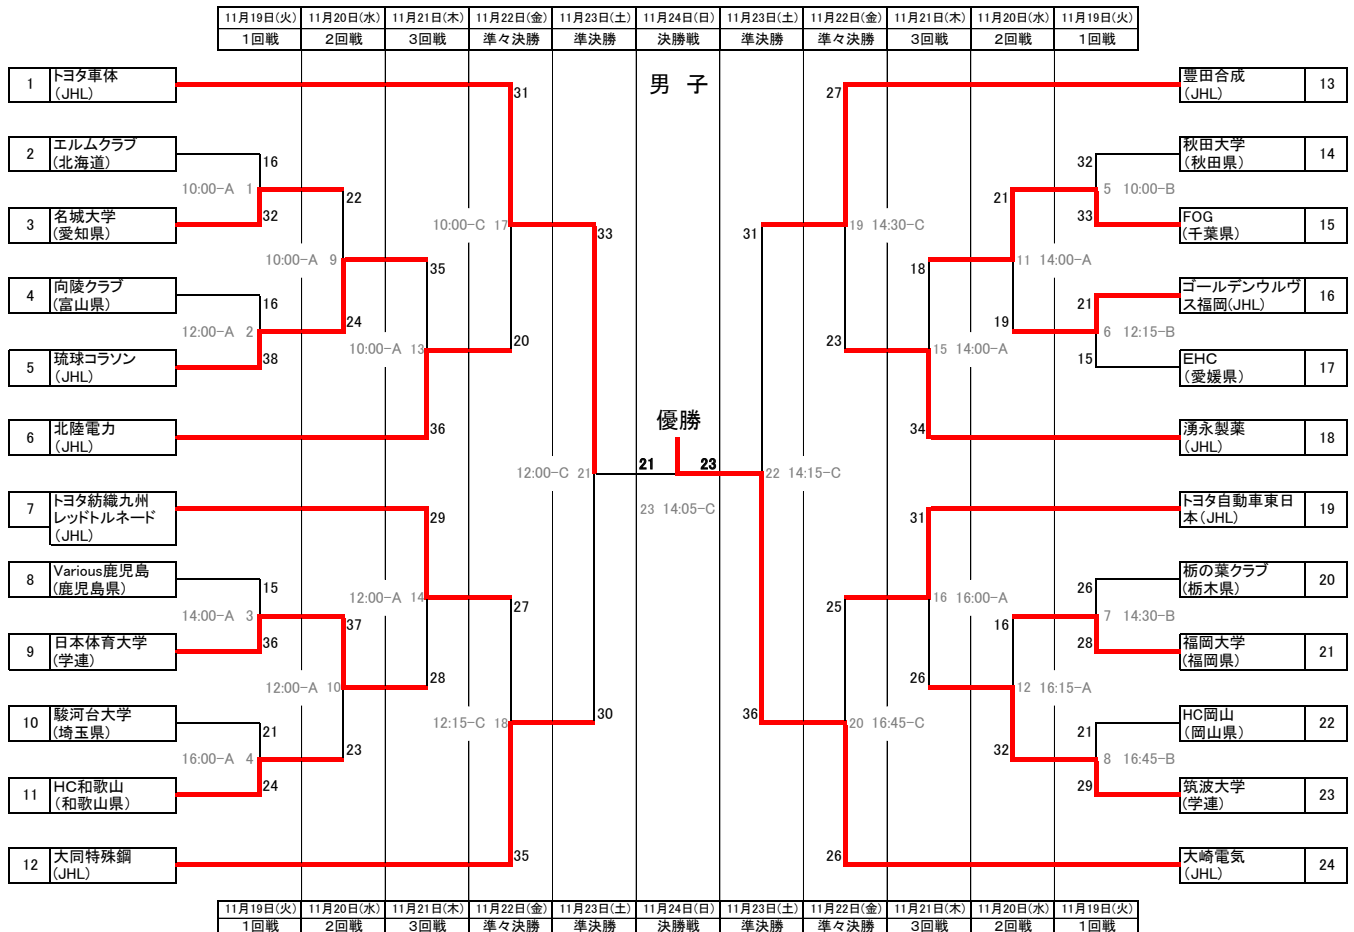 11月19日(火) 11月20日(水) 11月21日(木) 11月22日(金) 11月23日(土) 11月24日(日) 11月23日(土) 11月22日(金) 11月21日(木) 11月20日(水) 11月19日(火)
1回戦 2回戦 3回戦 準々決勝 準決勝 決勝戦 準決勝 準々決勝 3回戦 2回戦 1回戦
男 子
1 トヨタ車体
(JHL)
31
27
豊田合成
(JHL) 13
2 エルムクラブ
(北海道)
16
32
秋田大学
(秋田県) 14
10:00-A 1
22
21
5 10:00-B
3 名城大学
(愛知県)
32
33
FOG
(千葉県) 15
10:00-C 17
33
31
19 14:30-C
10:00-A 9
35
18
11 14:00-A
4 向陵クラブ
(富山県)
16
21
ゴールデンウルヴ
ス福岡(JHL) 16
12:00-A 2
24
19
6 12:15-B
5 琉球コラソン
(JHL)
38
15
EHC
(愛媛県) 17
10:00-A 13
20
23
15 14:00-A
6 北陸電力
(JHL)
36
34
湧永製薬
(JHL) 18
優勝
12:00-C 21
21
23
22 14:15-C
23 14:05-C
7 トヨタ紡織九州
レッドトルネード
(JHL)
29
31
トヨタ自動車東日
本(JHL) 19
8 Various鹿児島
(鹿児島県)
15
26
栃の葉クラブ
(栃木県) 20
12:00-A 14
27
25
16 16:00-A
14:00-A 3
37
16
7 14:30-B
9 日本体育大学
(学連)
36
28
福岡大学
(福岡県) 21
12:00-A 10
28
26
12 16:15-A
10 駿河台大学
(埼玉県)
21
21
HC岡山
(岡山県) 22
12:15-C 18
30
36
20 16:45-C
16:00-A 4
23
32
8 16:45-B
11 HC和歌山
(和歌山県)
24
29
筑波大学
(学連) 23
12 大同特殊鋼
(JHL)
35
26
大崎電気
(JHL) 24
11月19日(火) 11月20日(水) 11月21日(木) 11月22日(金) 11月23日(土) 11月24日(日) 11月23日(土) 11月22日(金) 11月21日(木) 11月20日(水) 11月19日(火)
1回戦 2回戦 3回戦 準々決勝 準決勝 決勝戦 準決勝 準々決勝 3回戦 2回戦 1回戦